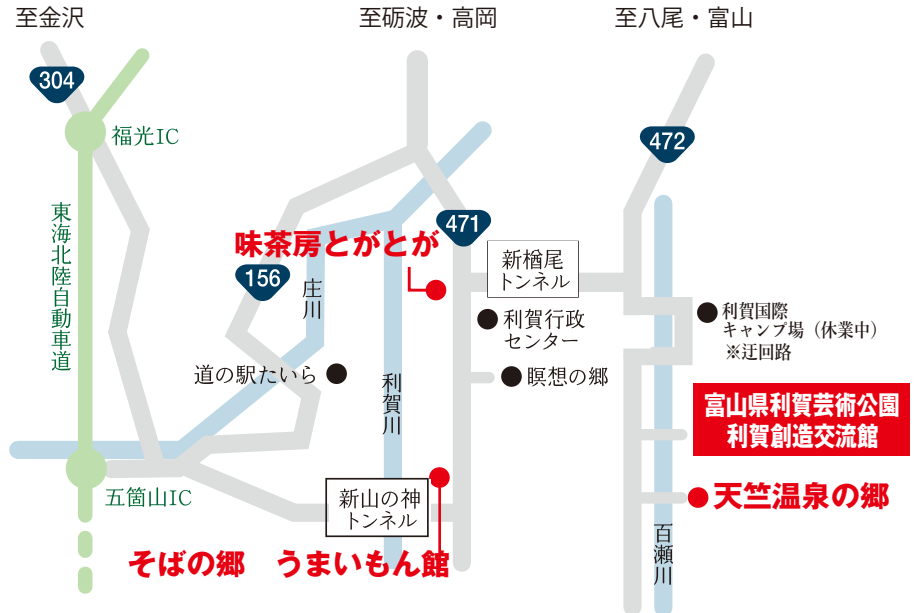 至金沢
至砺波・高岡
至八尾・富山
304
福光IC
472
東海北陸自動車道
471
味茶房とがとが
新楢尾
トンネル
156
庄川
利賀国際
キャンプ場（休業中）
※迂回路
利賀行政
センター
道の駅たいら
瞑想の郷
利賀川
富山県利賀芸術公園
利賀創造交流館
五箇山IC
新山の神
トンネル
天竺温泉の郷
百瀬川
そばの郷　うまいもん館